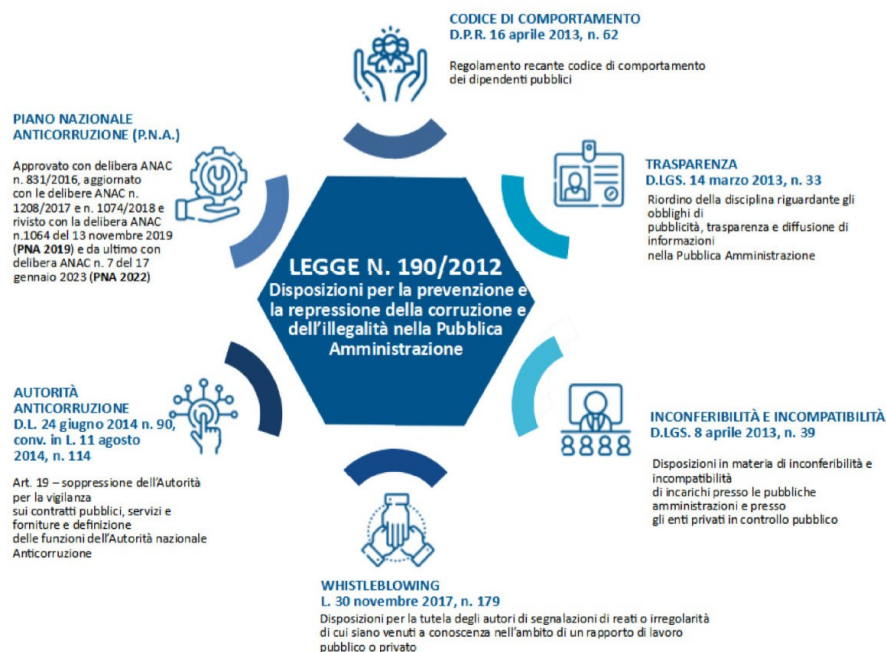 CODICE DI COMPORTAMENTO
D.P.R. 16 aprile 2013, n. 62
Regolamento recante codice di comportamento
dei dipendenti pubblici
PIANO NAZIONALE
ANTICORRUZIONE (P.N.A.)
Approvato con delibera ANAC
n. 831/2016, aggiornato
con le delibere ANAC n.
1208/2017 e n. 1074/2018 e
rivisto con la delibera ANAC
n.1064 del 13 novembre 2019
(PNA 2019) e da ultimo con
delibera ANAC n. 7 del 17
gennaio 2023 (PNA 2022)
TRASPARENZA
D.LGS. 14 marzo 2013, n. 33
Riordino della disciplina riguardante gli
obblighi di
pubblicità, trasparenza e diffusione di
informazioni
nella Pubblica Amministrazione
LEGGE N. 190/2012
Disposizioni per la prevenzione e
la repressione della corruzione e
dell'illegalità nella Pubblica
Amministrazione
AUTORITÀ
ANTICORRUZIONE
D.L. 24 giugno 2014 n. 90,
conv. in L. 11 agosto
2014, n. 114
Art. 19 – soppressione dell'Autorità
per la vigilanza
sui contratti pubblici, servizi e
forniture e definizione
delle funzioni dell'Autorità nazionale
Anticorruzione
INCONFERIBILITÀ E INCOMPATIBILITÀ
D.LGS. 8 aprile 2013, n. 39
Disposizioni in materia di inconferibilità e
incompatibilità
di incarichi presso le pubbliche
amministrazioni e presso
gli enti privati in controllo pubblico
WHISTLEBLOWING
L. 30 novembre 2017, n. 179
Disposizioni per la tutela degli autori di segnalazioni di reati o irregolarità
di cui siano venuti a conoscenza nell'ambito di un rapporto di lavoro
pubblico o privato